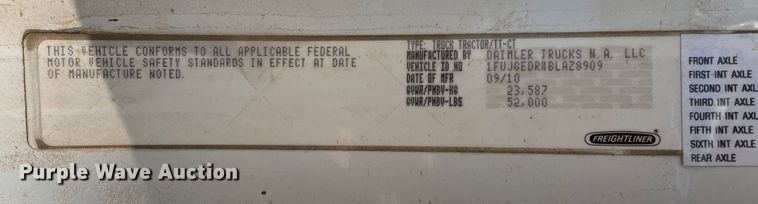 THIS VEHICLE CONFORMS TO ALL APPLICABLE FEDERAL
MOTOR VEHICLE SAFETY STANDARDS IN EFFECT AT DATE
OF MANUFACTURE NOTED.
TYPE: TRUCK TRACTOR/TT-CT
MANUFACTURED BY DAIMLER TRUCKS N.A. LLC
VEHICLE ID NO
DATE OF MFR 09/10
GVWR/PNBV-KG 23,587
GVWR/PNBV-LBS 52,000
FREIGHTLINER
FRONT AXLE
FIRST INT AXLE
SECOND INT AXL
THIRD INT AXLE
FOURTH INT AXL
FIFTH INT AXLE
SIXTH INT AXLE
REAR AXLE
Purple Wave Auction